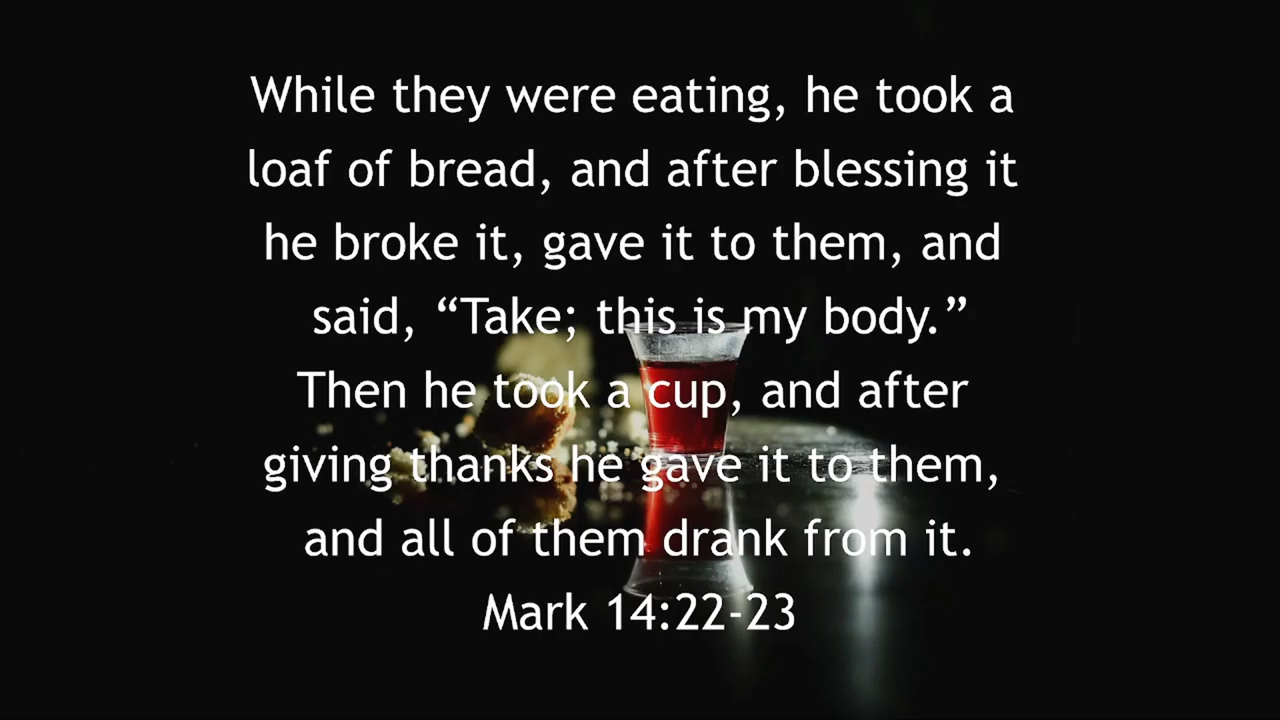 While they were eating, he took a
loaf of bread, and after blessing it
he broke it, gave it to them, and
said, “Take; this is my body.”
Then he took a cup, and after
giving thanks he gave it to them,
and all of them drank from it.
Mark 14:22-23